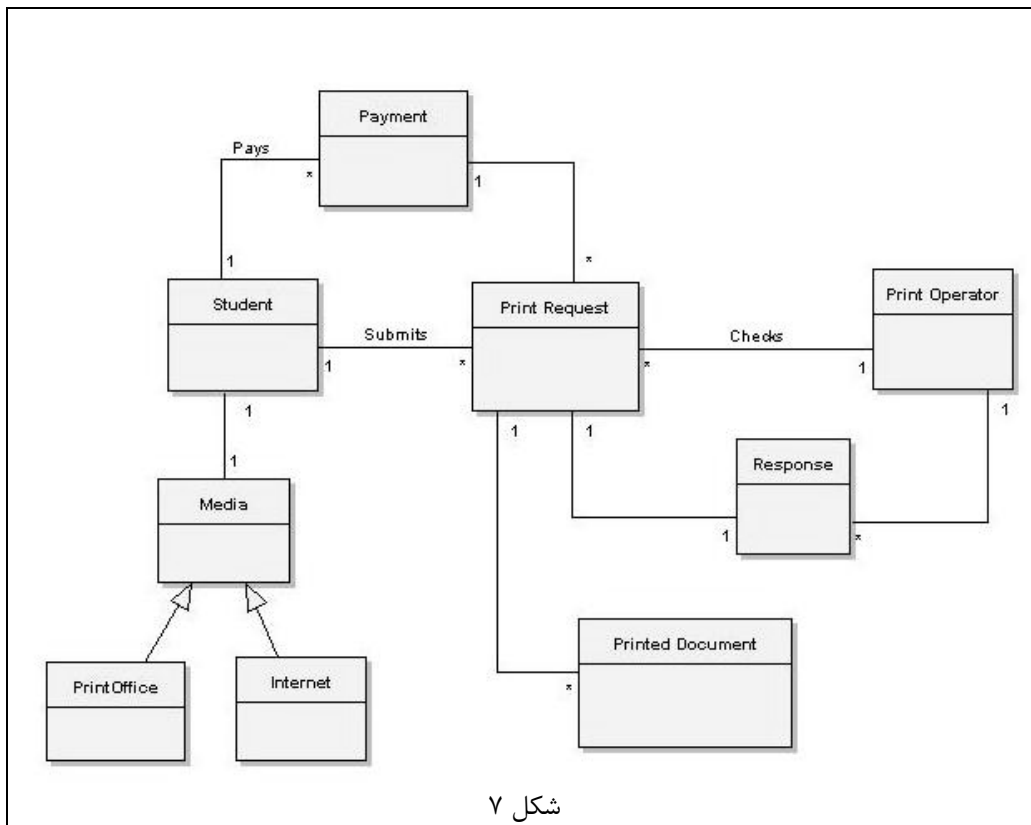 Payment
Pays
*
1
1
*
Student
Submits
1
*
Print Request
Checks
*
1
Print Operator
1
1
1
1
1
Response
1
*
Media
PrintOffice
Internet
Printed Document
*
شکل ۷